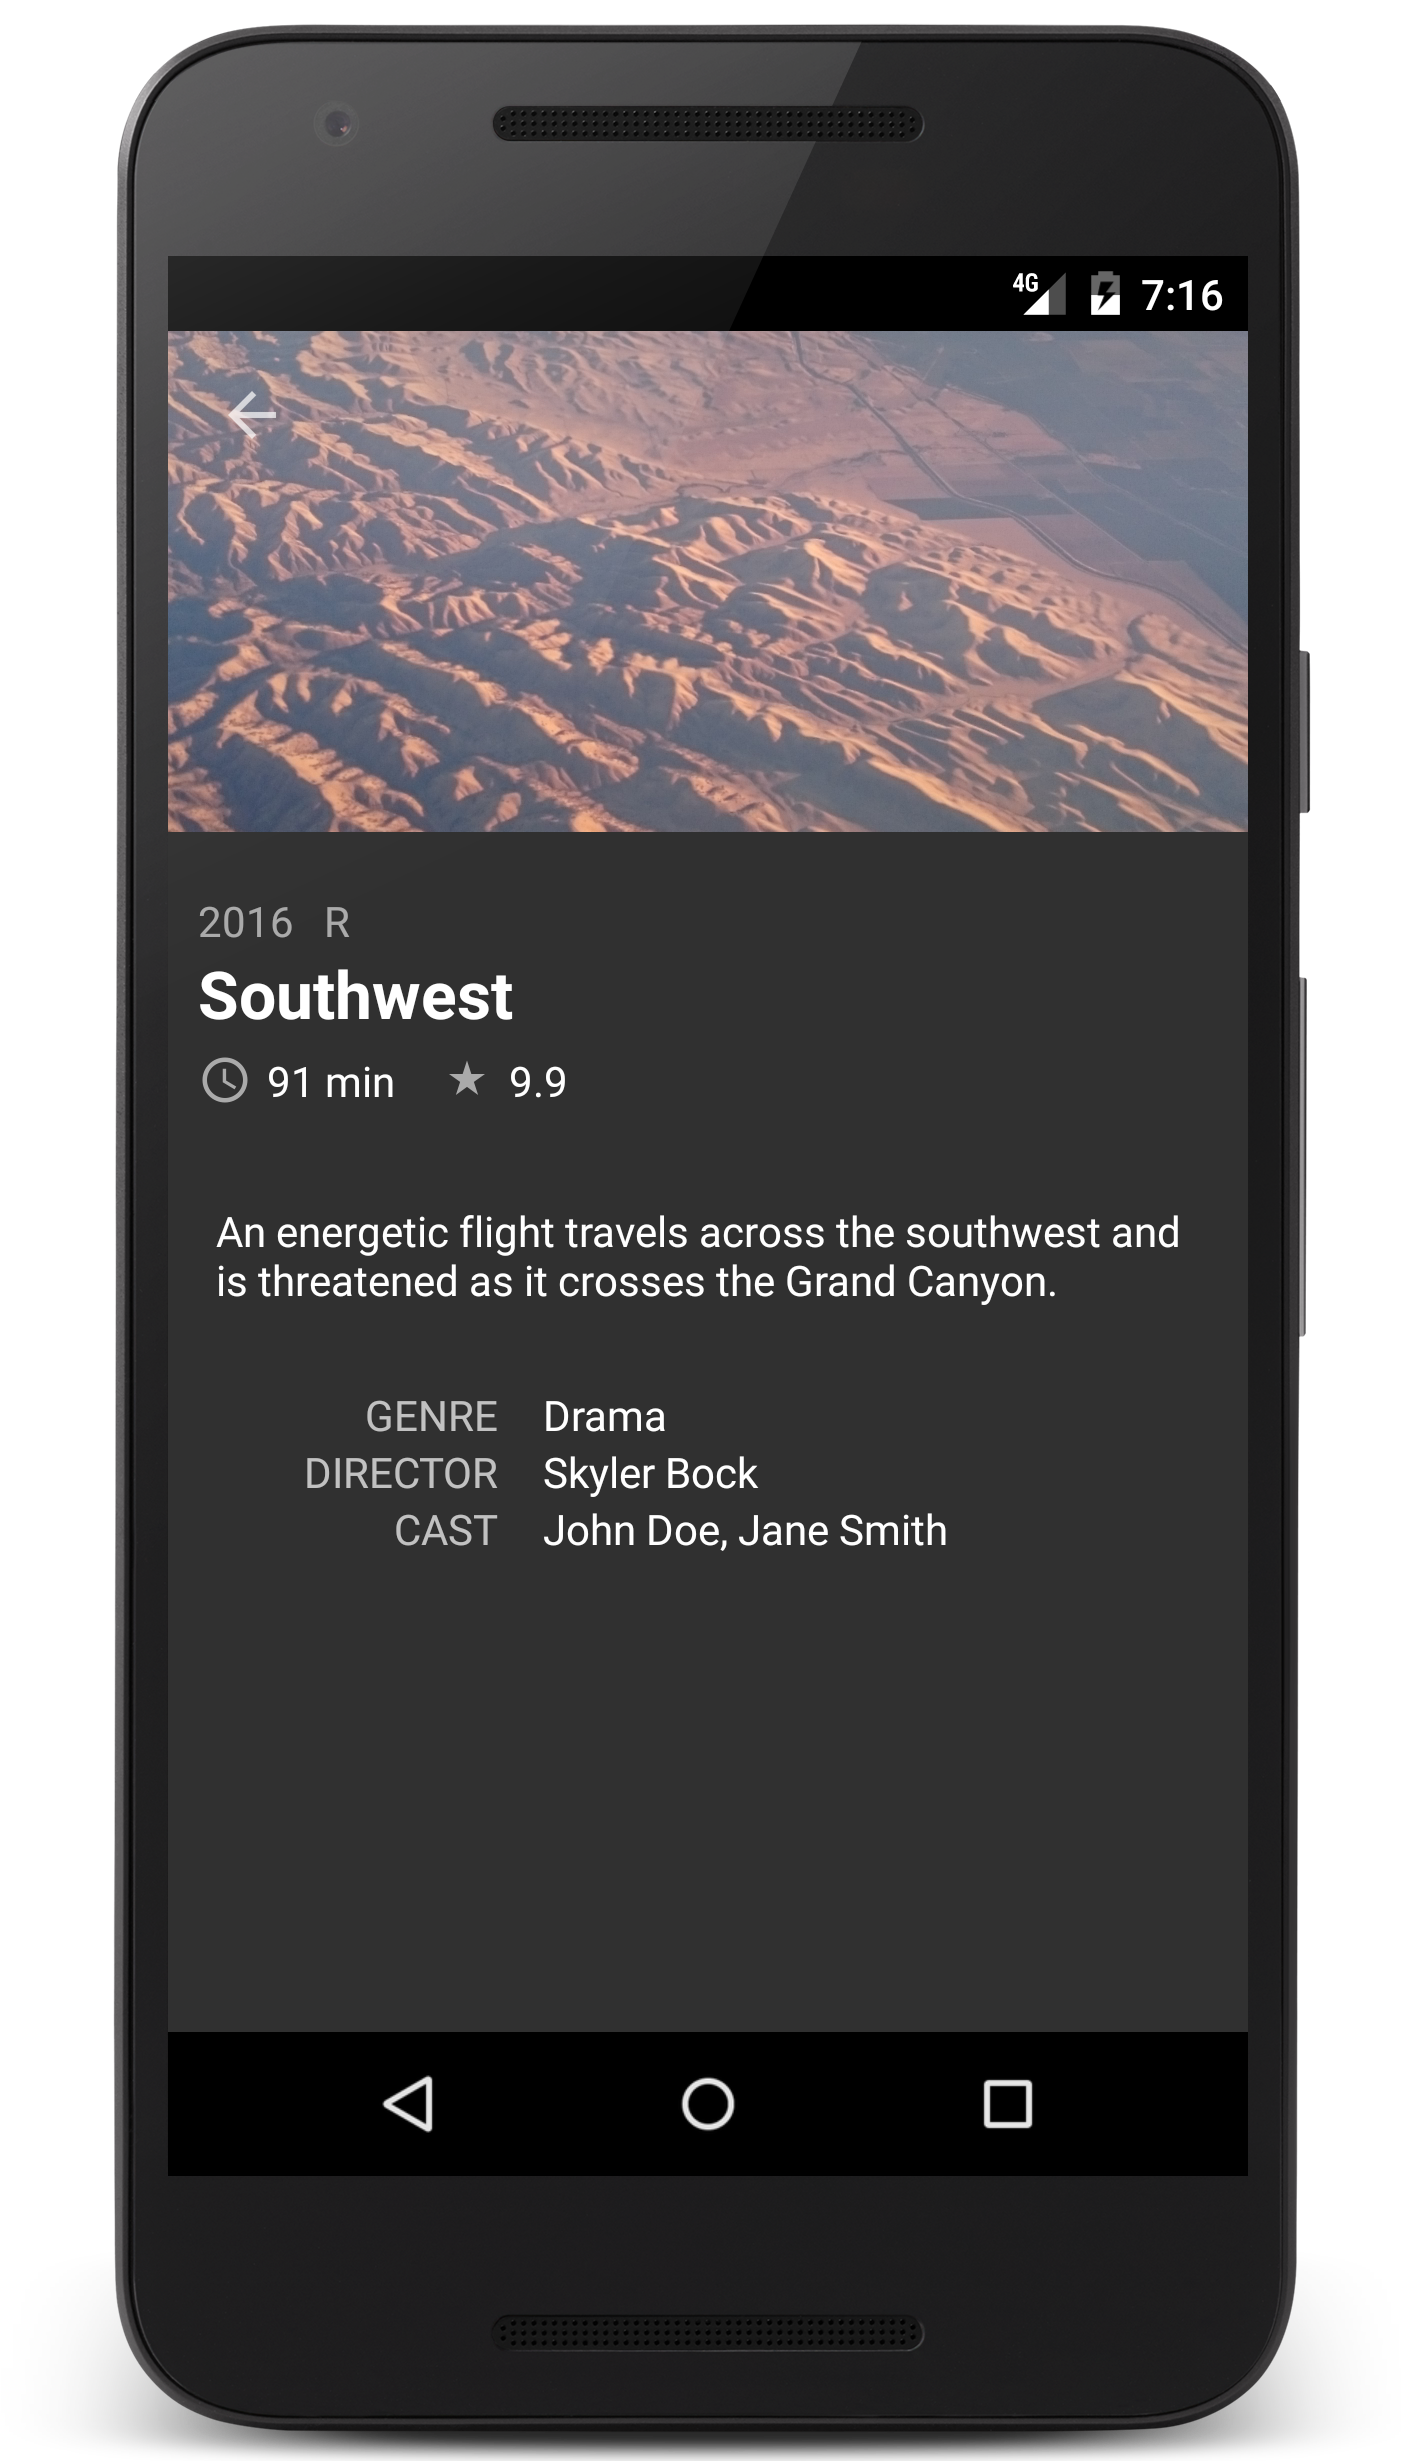 4G 7:16
2016 R
Southwest
91 min 9.9
An energetic flight travels across the southwest and
is threatened as it crosses the Grand Canyon.
GENRE Drama
DIRECTOR Skyler Bock
CAST John Doe, Jane Smith